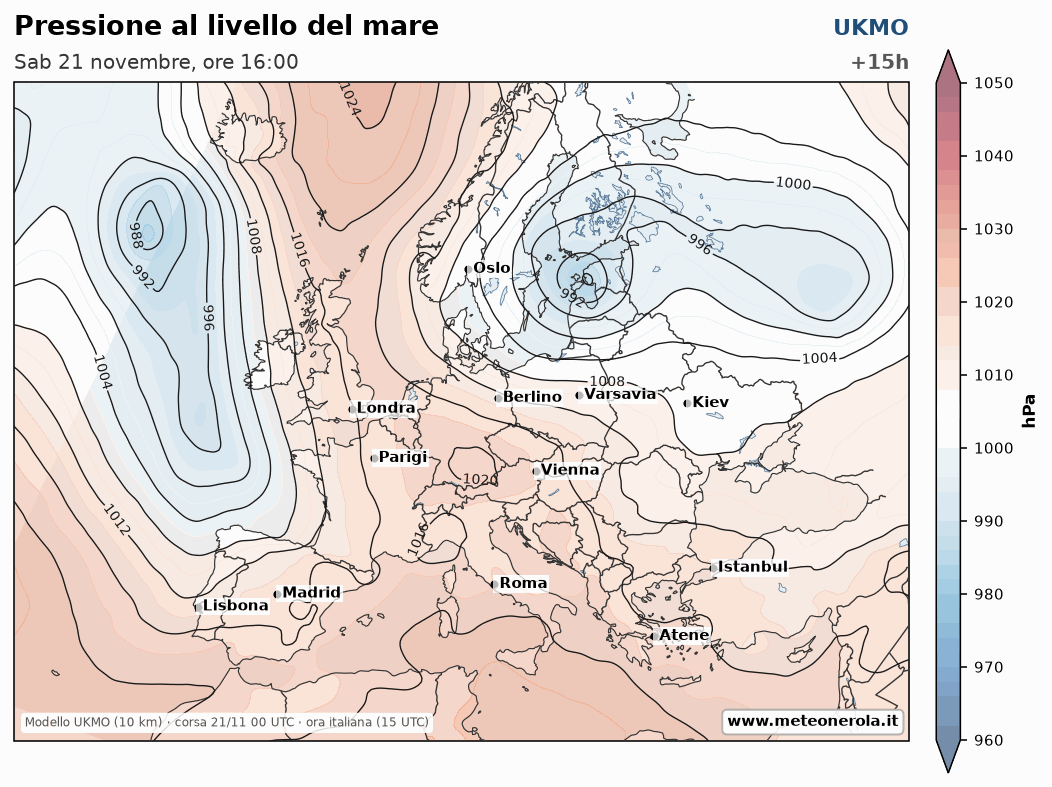 Pressione al livello del mare
UKMO
Sab 21 novembre, ore 16:00
+15h
1024
1050
1040
1030
1020
1010
1000
990
980
970
960
hPa
1000
988
1008
1016
996
992
Oslo
992
996
1004
1004
1008
Londra
Berlino
Varsavia
Kiev
Parigi
Vienna
1020
1012
1016
Istanbul
Roma
Madrid
Lisbona
Atene
Modello UKMO (10 km) · corsa 21/11 00 UTC · ora italiana (15 UTC)
www.meteonerola.it